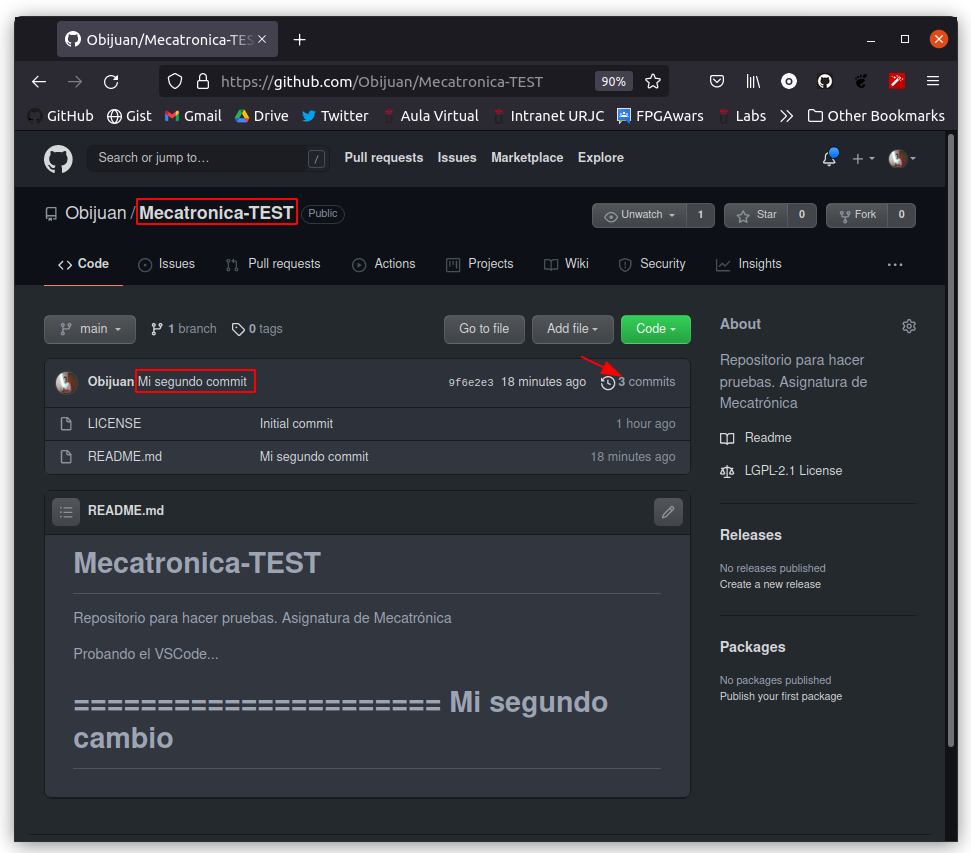 Obijuan/Mecatronica-TES
https://github.com/Obijuan/Mecatronica-TEST 90%
GitHub Gist Gmail Drive Twitter Aula Virtual Intranet URJC FPGAwars Labs Other Bookmarks
Search or jump to... / Pull requests Issues Marketplace Explore
Obijuan / Mecatronica-TEST Public Unwatch 1 Star 0 Fork 0
Code Issues Pull requests Actions Projects Wiki Security Insights ...
main 1 branch 0 tags Go to file Add file Code
Obijuan Mi segundo commit 9f6e2e3 18 minutes ago 3 commits
LICENSE Initial commit 1 hour ago
README.md Mi segundo commit 18 minutes ago
README.md
Mecatronica-TEST
Repositorio para hacer pruebas. Asignatura de Mecatrónica
Probando el VSCode...
====================== Mi segundo
cambio
About
Repositorio para hacer
pruebas. Asignatura de
Mecatrónica
Readme
LGPL-2.1 License
Releases
No releases published
Create a new release
Packages
No packages published
Publish your first package